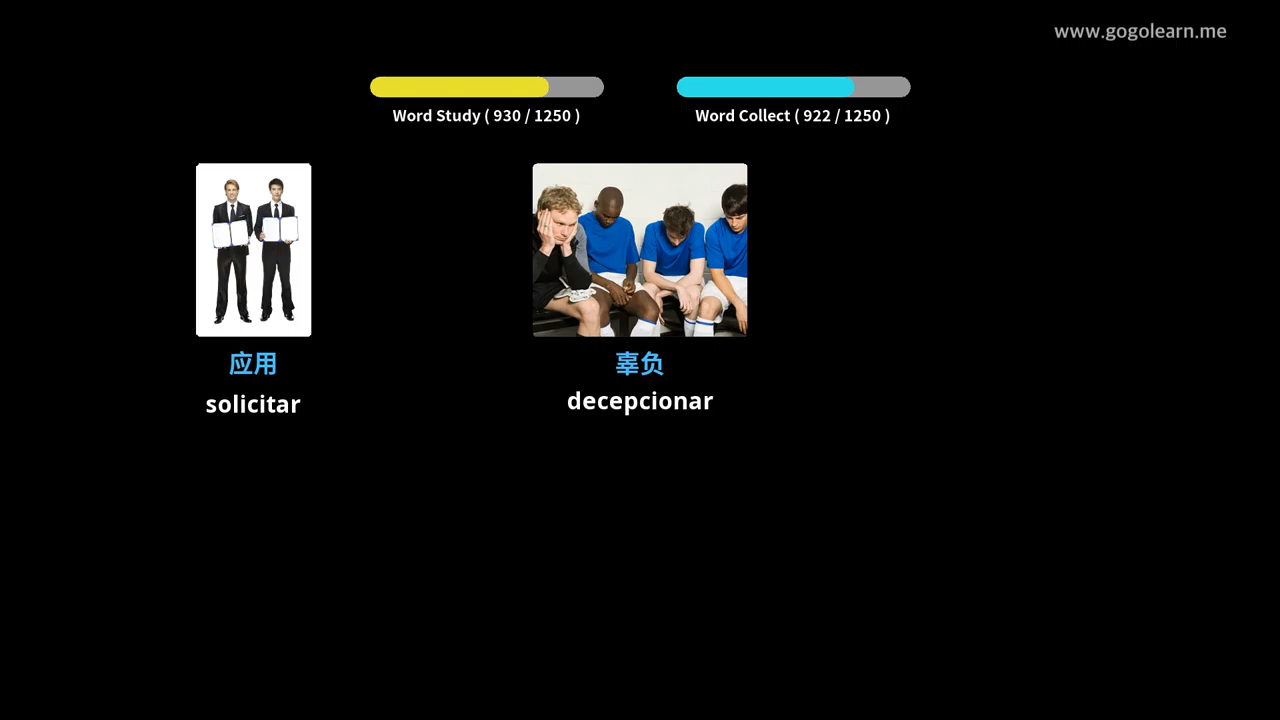 www.gogolearn.me
Word Study ( 930 / 1250 )
Word Collect ( 922 / 1250 )
应用
solicitar
辜负
decepcionar